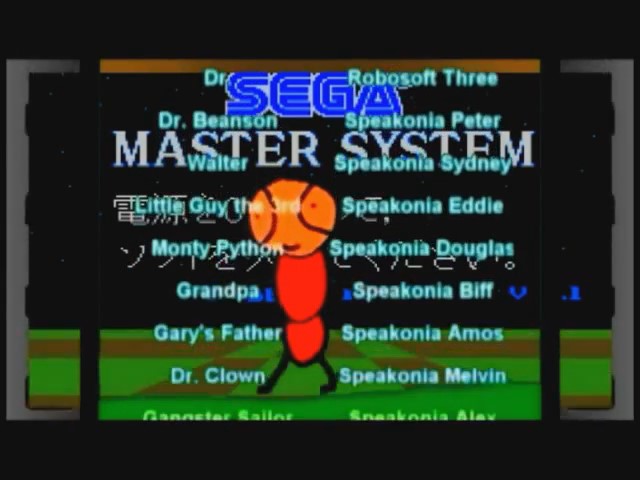 Dr. Robosoft Three
SEGA
Dr. Beanson Speakonia Peter
MASTER SYSTEM
Walter Speakonia Sydney
Little Guy the 3rd Speakonia Eddie
電源を
Monty Python Speakonia Douglas
ください。
Grandpa Speakonia Biff
Gary's Father Speakonia Amos
Dr. Clown Speakonia Melvin
Gangster Sailor Speakonia Alex